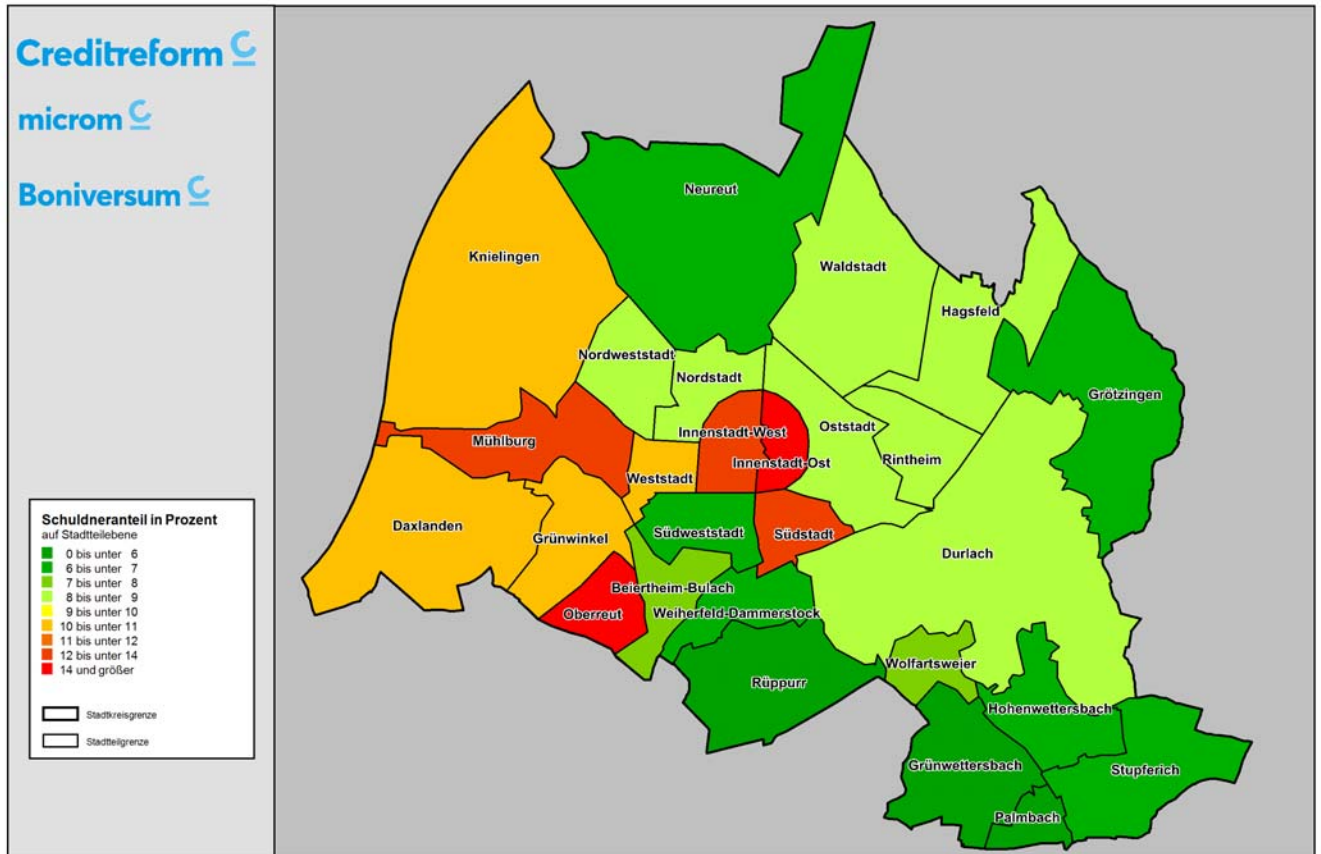 Creditreform
microm
Boniversum
Schuldneranteil in Prozent
auf Stadtteilebene
0 bis unter 6
6 bis unter 7
7 bis unter 8
8 bis unter 9
9 bis unter 10
10 bis unter 11
11 bis unter 12
12 bis unter 14
14 und größer
Stadtkreisgrenze
Stadtteilgrenze
Neureut
Knielingen
Waldstadt
Hagsfeld
Nordweststadt
Nordstadt
Grötzingen
Mühlburg
Innenstadt-West
Oststadt
Innenstadt-Ost
Rintheim
Weststadt
Daxlanden
Grünwinkel
Südweststadt
Südstadt
Durlach
Beiertheim-Bulach
Oberreut
Weiherfeld-Dammerstock
Wolfartsweier
Rüppurr
Hohenwettersbach
Grünwettersbach
Stupferich
Palmbach